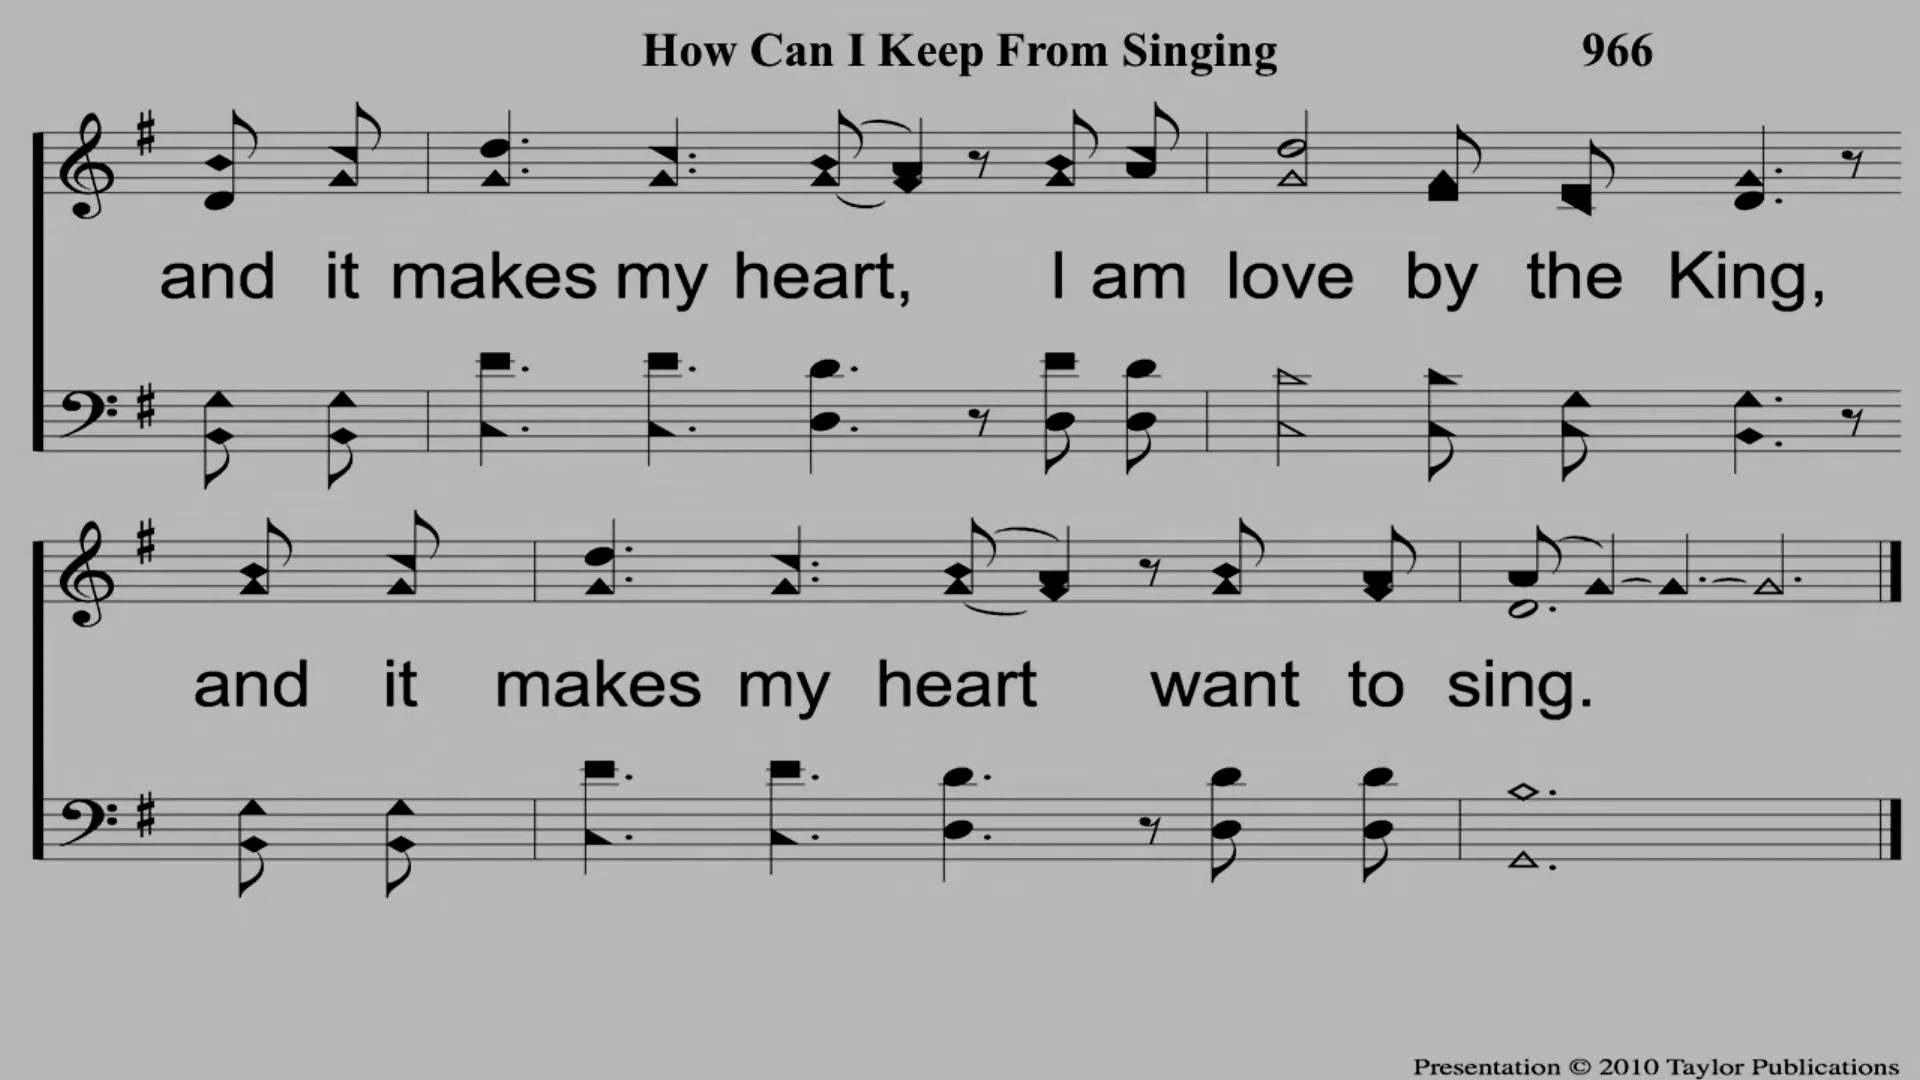 How Can I Keep From Singing 966
and it makes my heart, I am love by the King,
and it makes my heart want to sing.
Presentation © 2010 Taylor Publications